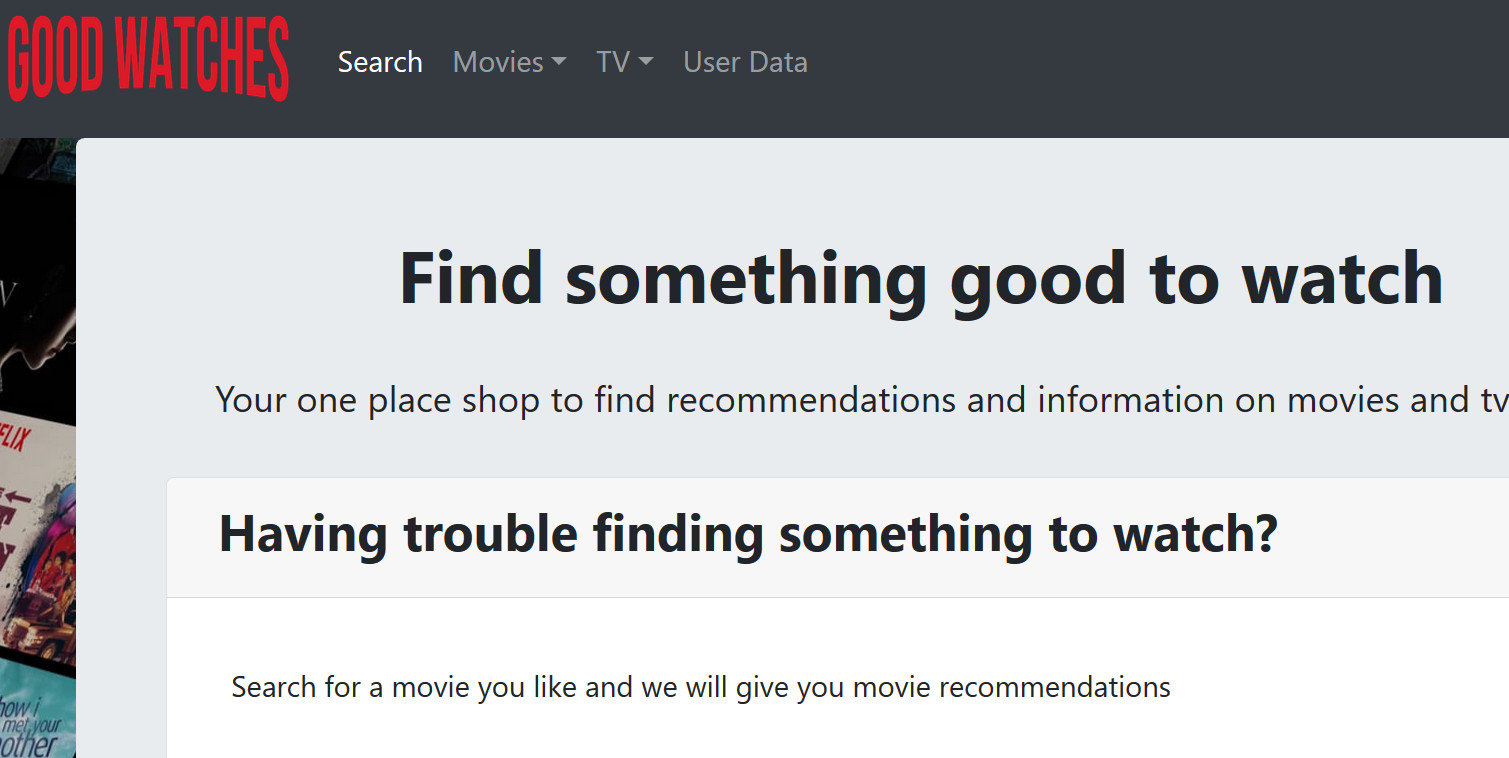 GOOD WATCHES
Search Movies TV User Data
Find something good to watch
Your one place shop to find recommendations and information on movies and tv
Having trouble finding something to watch?
Search for a movie you like and we will give you movie recommendations
FLIX
how i
met your
other